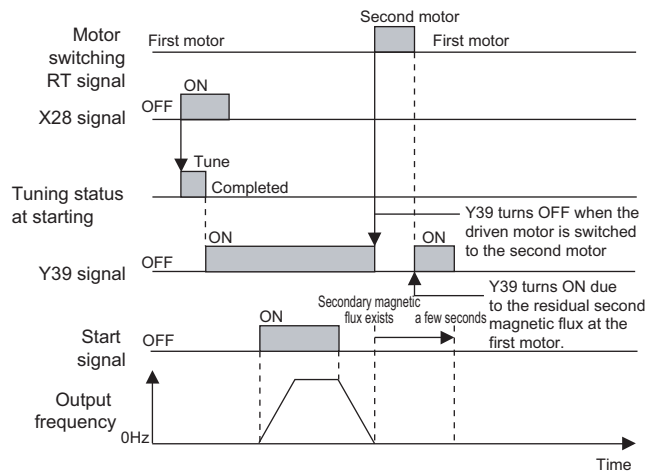 Second motor
Motor
switching
RT signal
First motor
First motor
ON
X28 signal
OFF
Tune
Tuning status
at starting
Completed
Y39 turns OFF when the
driven motor is switched
to the second motor
ON
ON
Y39 signal
OFF
Y39 turns ON due
to the residual second
magnetic flux at the
first motor.
Secondary magnetic
flux exists
a few seconds
ON
Start
signal
OFF
Output
frequency
0Hz
Time